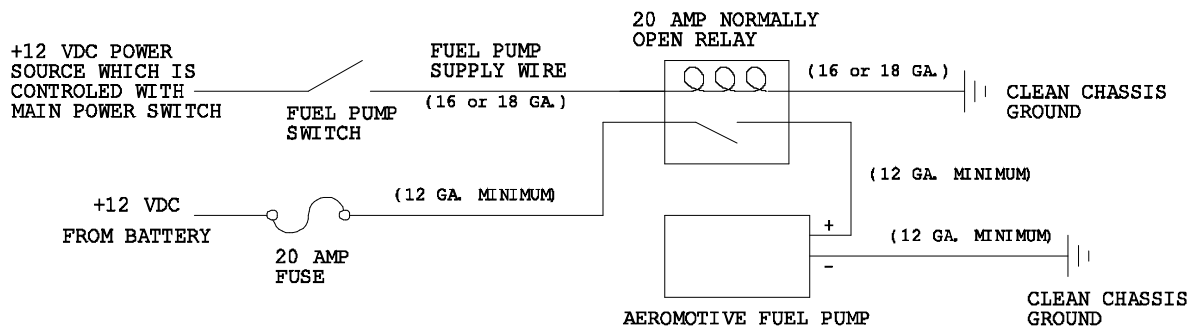 +12 VDC POWER
SOURCE WHICH IS
CONTROLED WITH
MAIN POWER SWITCH
FUEL PUMP
SWITCH
FUEL PUMP
SUPPLY WIRE
(16 or 18 GA.)
20 AMP NORMALLY
OPEN RELAY
(16 or 18 GA.)
CLEAN CHASSIS
GROUND
+12 VDC
FROM BATTERY
20 AMP
FUSE
(12 GA. MINIMUM)
(12 GA. MINIMUM)
+
-
(12 GA. MINIMUM)
AEROMOTIVE FUEL PUMP
CLEAN CHASSIS
GROUND